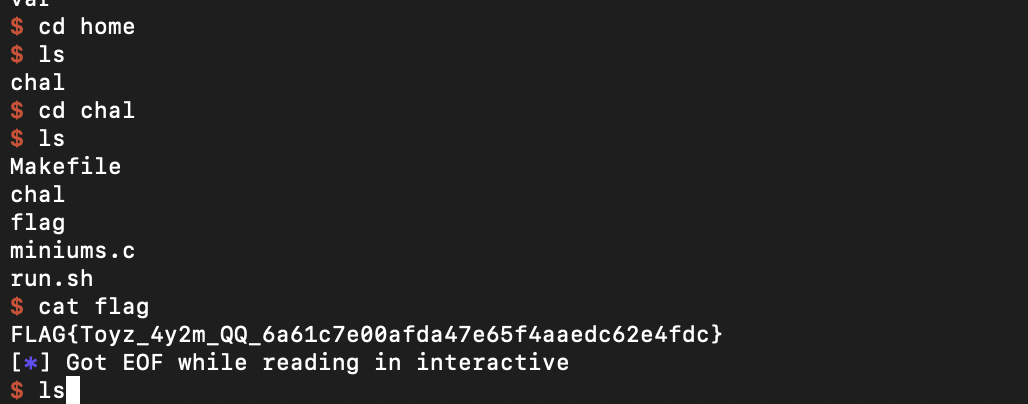 var
$ cd home
$ ls
chal
$ cd chal
$ ls
Makefile
chal
flag
miniums.c
run.sh
$ cat flag
FLAG{Toyz_4y2m_QQ_6a61c7e00afda47e65f4aaedc62e4fdc}
[*] Got EOF while reading in interactive
$ ls